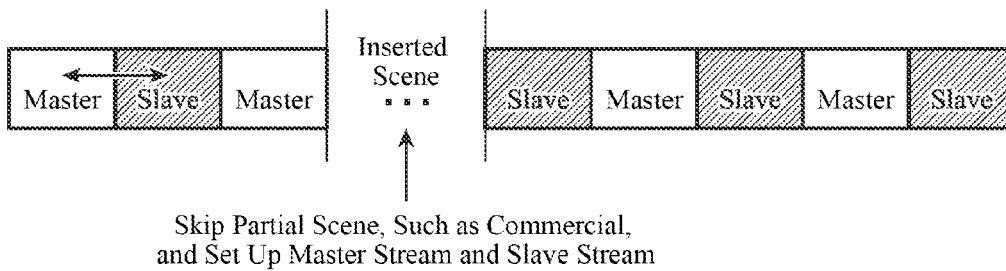 Inserted
Scene
...
Master Slave Master Slave Master Slave Master Slave
Skip Partial Scene, Such as Commercial,
and Set Up Master Stream and Slave Stream